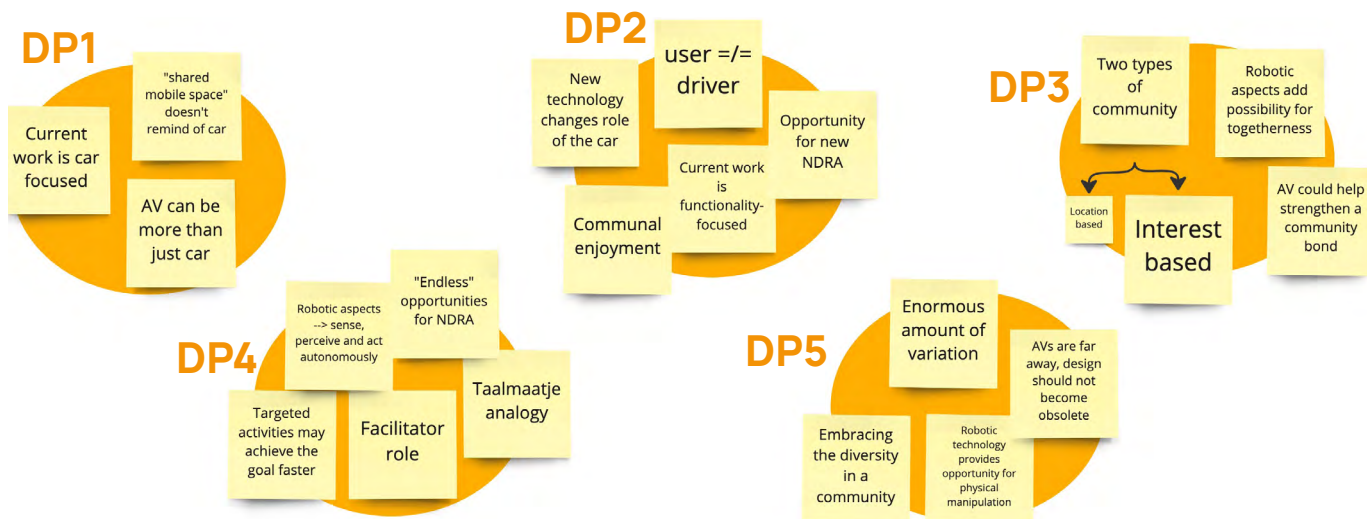 DP1
"shared
mobile space"
doesn't
remind of car
Current
work is car
focused
AV can be
more than
just car
DP2
New
technology
changes role
of the car
user =/=
driver
Opportunity
for new
NDRA
Current work
is
functionality-
focused
Communal
enjoyment
DP3
Two types
of
community
Robotic
aspects add
possibility for
togetherness
Location
based
Interest
based
AV could help
strengthen a
community
bond
DP4
Robotic aspects
--> sense,
perceive and act
autonomously
"Endless"
opportunities
for NDRA
Taalmaatje
analogy
Targeted
activities may
achieve the
goal faster
Facilitator
role
DP5
Enormous
amount of
variation
AVs are far
away, design
should not
become
obsolete
Embracing
the diversity
in a
community
Robotic
technology
provides
opportunity for
physical
manipulation